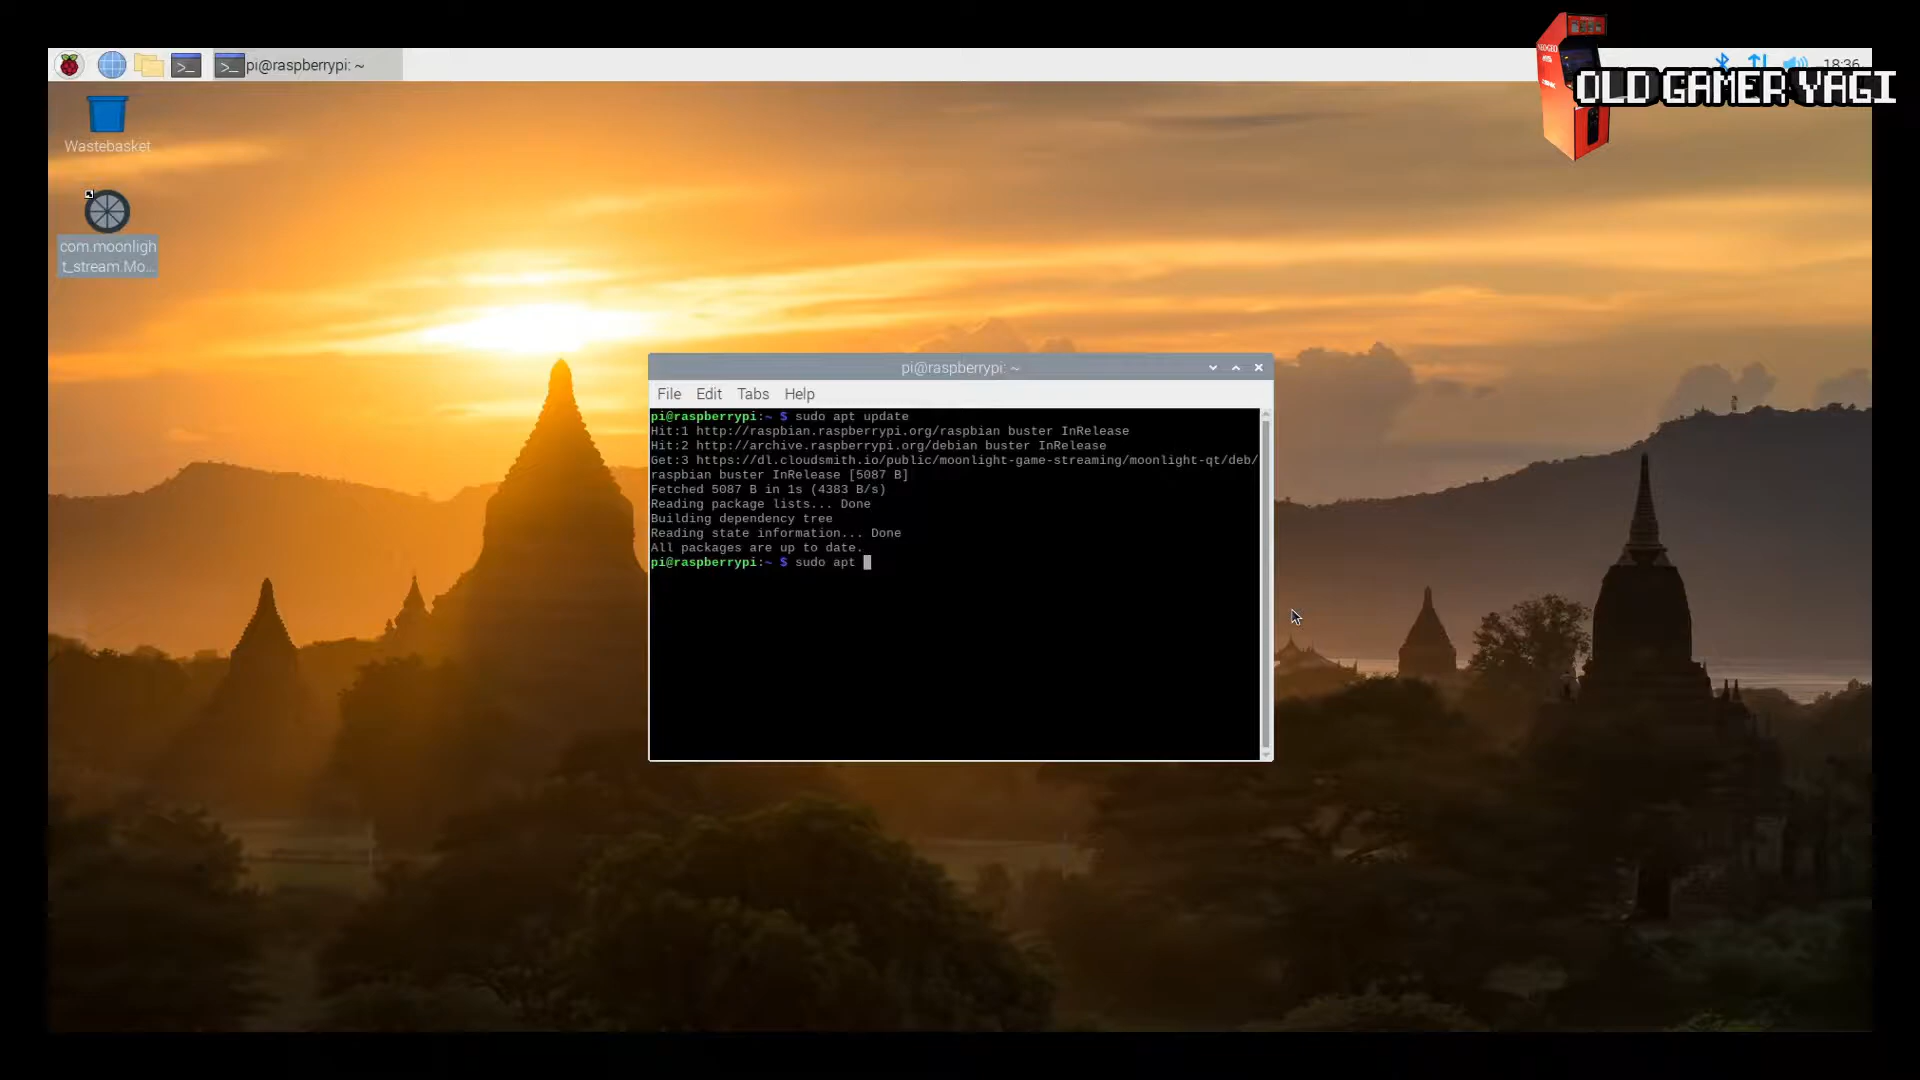 pi@raspberrypi: ~
18:36
OLD GAMER YAGI
Wastebasket
com.moonligh
t_stream.Mo...
pi@raspberrypi: ~
File Edit Tabs Help
pi@raspberrypi:~ $ sudo apt update
Hit:1 http://raspbian.raspberrypi.org/raspbian buster InRelease
Hit:2 http://archive.raspberrypi.org/debian buster InRelease
Get:3 https://dl.cloudsmith.io/public/moonlight-game-streaming/moonlight-qt/deb/
raspbian buster InRelease [5087 B]
Fetched 5087 B in 1s (4383 B/s)
Reading package lists... Done
Building dependency tree
Reading state information... Done
All packages are up to date.
pi@raspberrypi:~ $ sudo apt